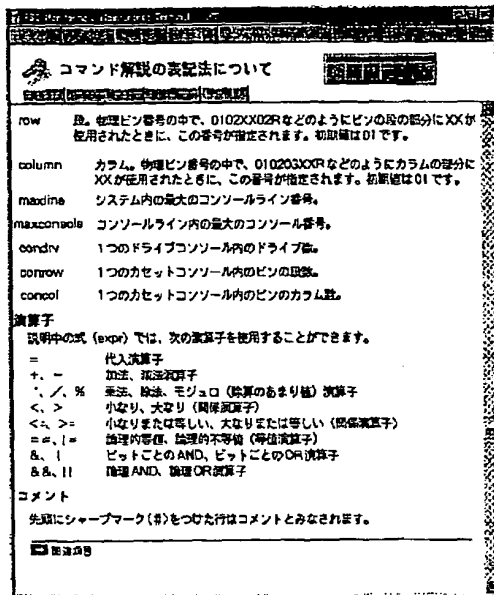 コマンド解説の表記法について
row 段。物理ピン番号の中で、0102XX02Rなどのようにピンの段の部分にXXが
使用されたときに、この番号が指定されます。初期値は01です。
column カラム。物理ピン番号の中で、010203XXRなどのようにカラムの部分に
XXが使用されたときに、この番号が指定されます。初期値は01です。
maxline システム内の最大のコンソールライン番号。
maxconsole コンソールライン内の最大のコンソール番号。
condrv 1つのドライブコンソール内のドライブ数。
conrow 1つのカセットコンソール内のピンの段数。
concol 1つのカセットコンソール内のピンのカラム数。
演算子
説明中の式 (expr) では、次の演算子を使用することができます。
= 代入演算子
+、− 加法、減法演算子
*、/、% 乗法、除法、モジュロ (除算のあまり値) 演算子
<、> 小なり、大なり (関係演算子)
<=、>= 小なりまたは等しい、大なりまたは等しい (関係演算子)
==、!= 論理的等値、論理的不等値 (等値演算子)
&、| ビットごとのAND、ビットごとのOR演算子
&&、|| 論理AND、論理OR演算子
コメント
先頭にシャープマーク(#)をつけた行はコメントとみなされます。
関連項目